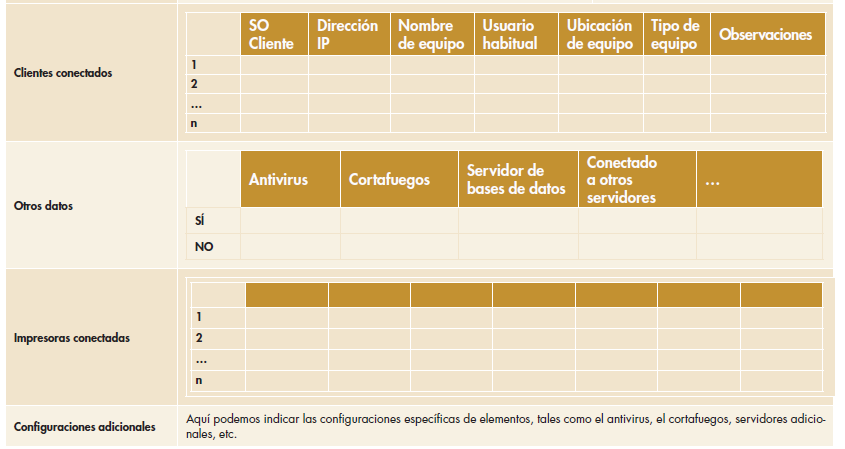 Clientes conectados
SO Cliente
Dirección IP
Nombre de equipo
Usuario habitual
Ubicación de equipo
Tipo de equipo
Observaciones
1
2
...
n
Otros datos
Antivirus
Cortafuegos
Servidor de bases de datos
Conectado a otros servidores
...
SÍ
NO
Impresoras conectadas
1
2
...
n
Configuraciones adicionales
Aquí podemos indicar las configuraciones específicas de elementos, tales como el antivirus, el cortafuegos, servidores adicio-
nales, etc.